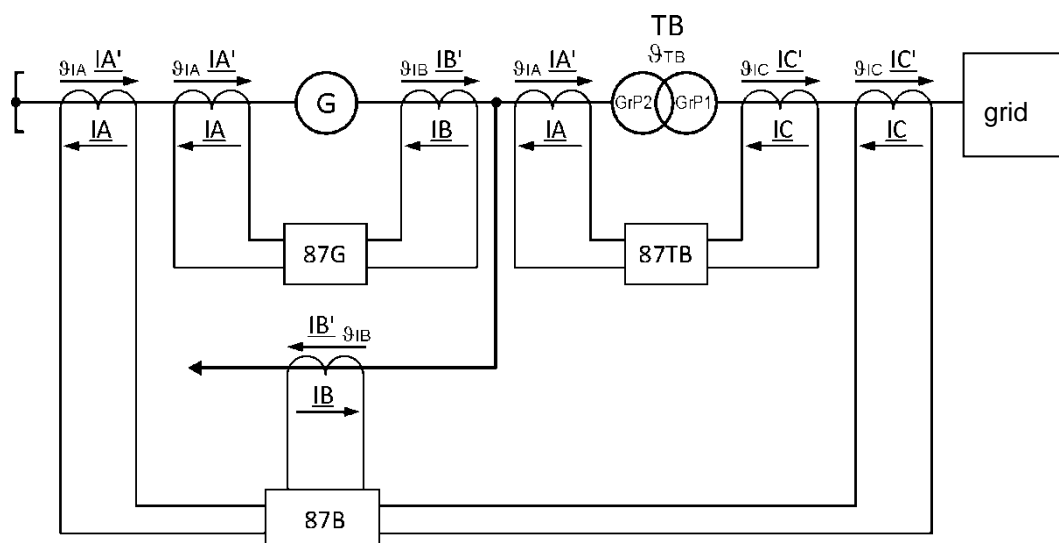 TB
ϑIA IA' ϑIA IA' ϑIB IB' ϑIA IA' ϑTB ϑIC IC' ϑIC IC'
G GrP2 GrP1 grid
IA IA IB IA IC IC
87G 87TB
IB' ϑIB
IB
87B